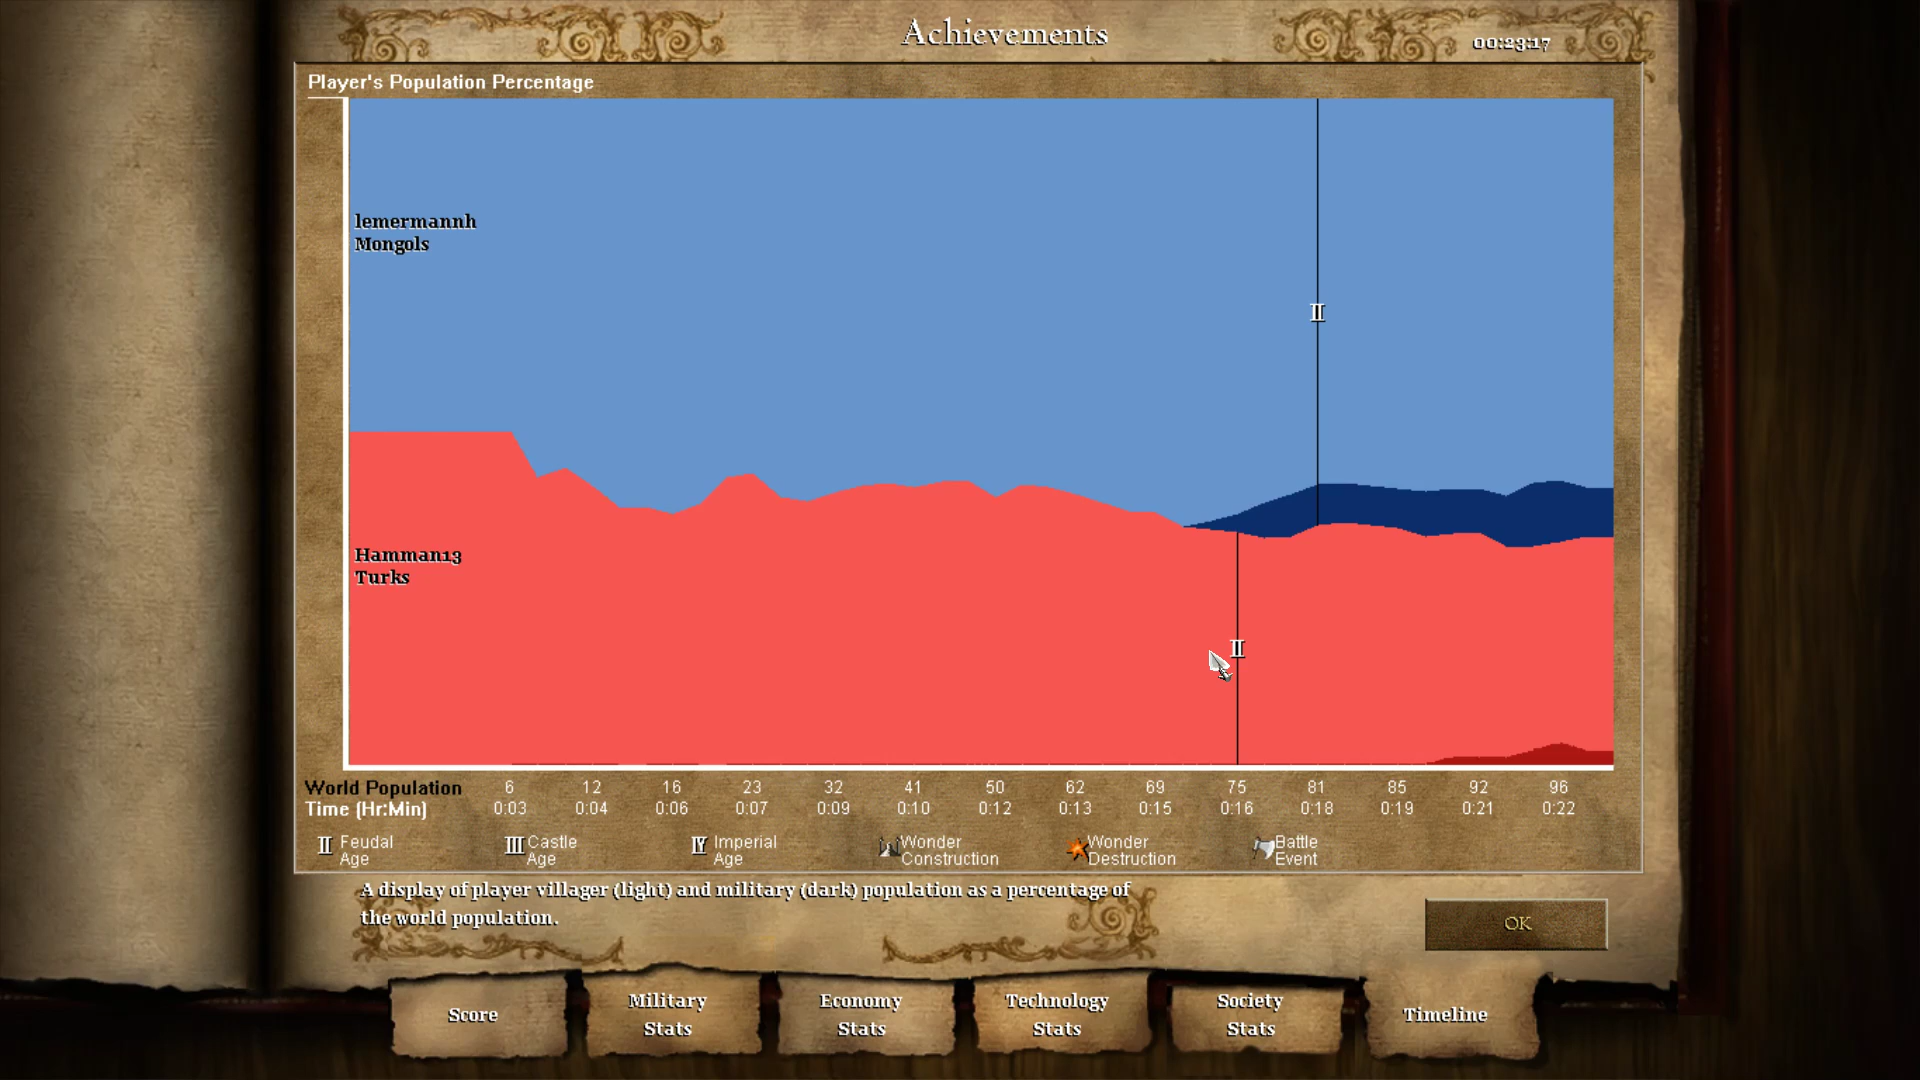 Achievements
00:23:17
Player's Population Percentage
lemermannh
Mongols
II
Hamman13
Turks
II
World Population 6 12 16 23 32 41 50 62 69 75 81 85 92 96
Time (Hr:Min) 0:03 0:04 0:06 0:07 0:09 0:10 0:12 0:13 0:15 0:16 0:18 0:19 0:21 0:22
II Feudal Age
III Castle Age
IV Imperial Age
Wonder Construction
Wonder Destruction
Battle Event
A display of player villager (light) and military (dark) population as a percentage of
the world population.
OK
Score
Military Stats
Economy Stats
Technology Stats
Society Stats
Timeline